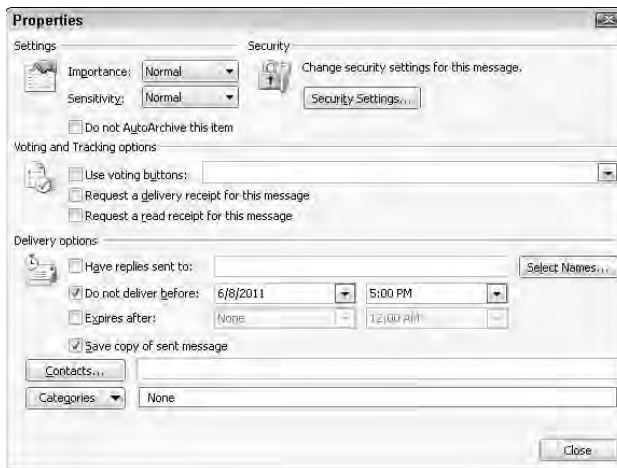 Properties
Settings
Security
Importance: Normal
Change security settings for this message.
Sensitivity: Normal
Security Settings...
Do not AutoArchive this item
Voting and Tracking options
Use voting buttons:
Request a delivery receipt for this message
Request a read receipt for this message
Delivery options
Have replies sent to:
Select Names...
Do not deliver before: 6/8/2011 5:00 PM
Expires after: None 12:00 AM
Save copy of sent message
Contacts...
Categories None
Close